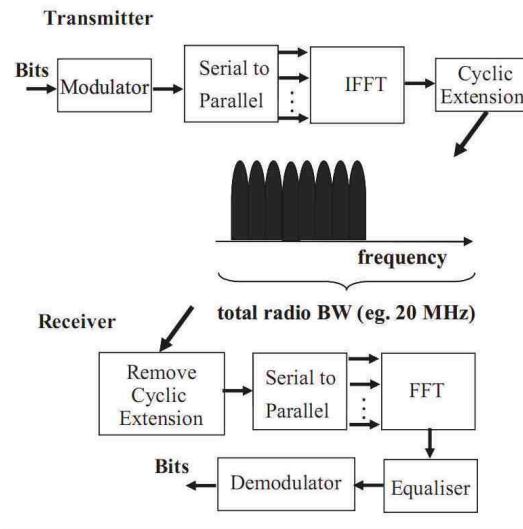 Transmitter
Bits
Modulator
Serial to
Parallel
IFFT
Cyclic
Extension
frequency
total radio BW (eg. 20 MHz)
Receiver
Remove
Cyclic
Extension
Serial to
Parallel
FFT
Bits
Demodulator
Equaliser